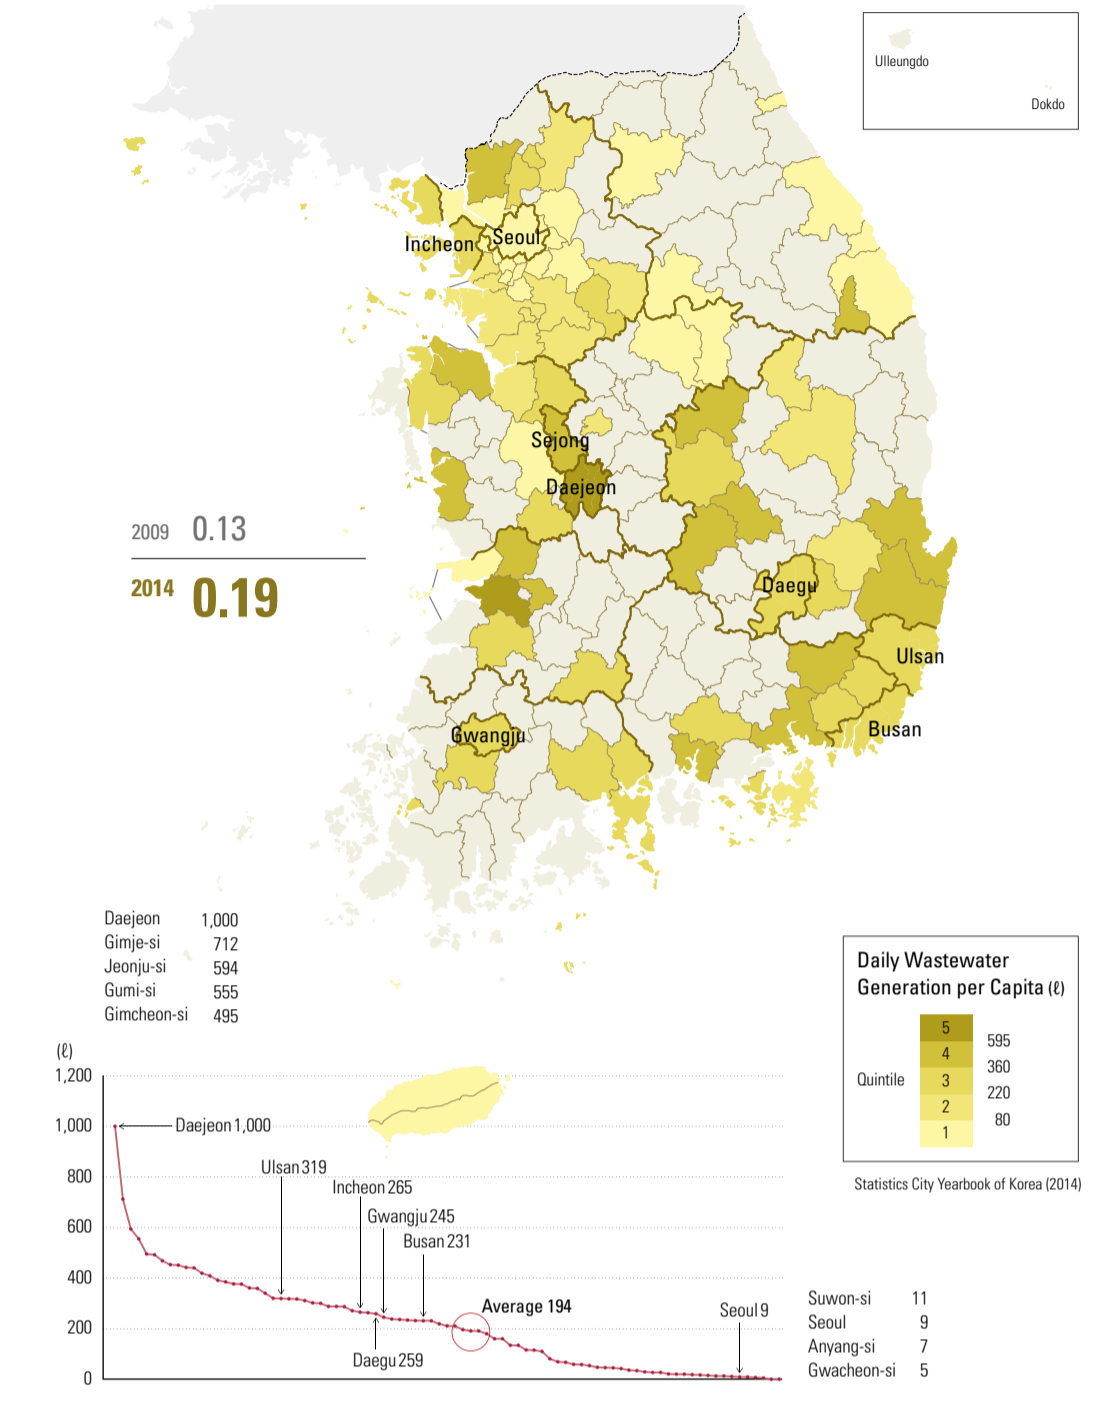 Ulleungdo
Dokdo
Incheon
Seoul
Sejong
Daejeon
2009 0.13
2014 0.19
Daegu
Ulsan
Gwangju
Busan
Daejeon 1,000
Gimje-si 712
Jeonju-si 594
Gumi-si 555
Gimcheon-si 495
Daily Wastewater
Generation per Capita (ℓ)
Quintile
5
4
3
2
1
595
360
220
80
Statistics City Yearbook of Korea (2014)
(ℓ)
1,200
1,000
800
600
400
200
0
Daejeon 1,000
Ulsan 319
Incheon 265
Gwangju 245
Busan 231
Average 194
Daegu 259
Seoul 9
Suwon-si 11
Seoul 9
Anyang-si 7
Gwacheon-si 5